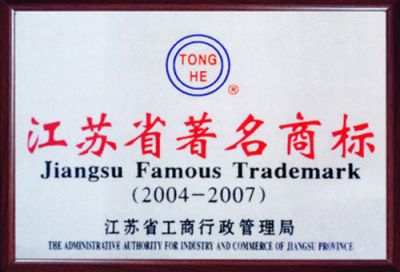 TONG
HE
®
江苏省著名商标
Jiangsu Famous Trademark
(2004-2007)
江苏省工商行政管理局
THE ADMINISTRATIVE AUTHORITY FOR INDUSTRY AND COMMERCE OF JIANGSU PROVINCE